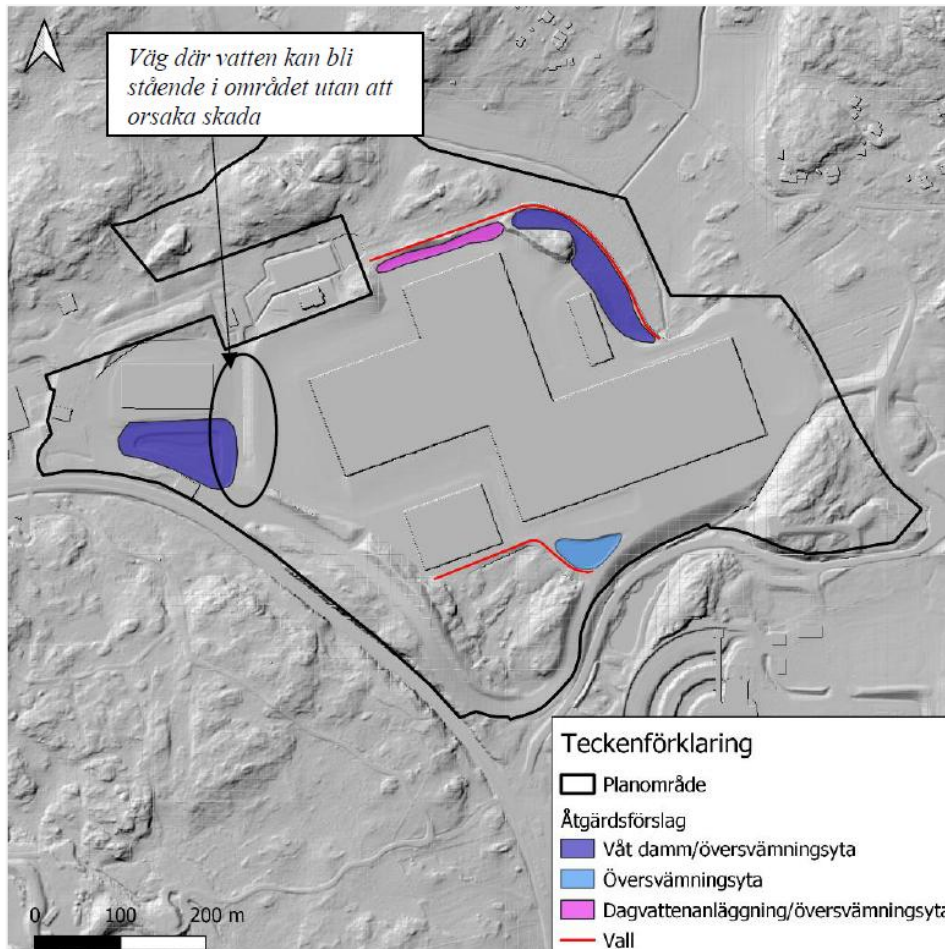 Väg där vatten kan bli
stående i området utan att
orsaka skada
Teckenförklaring
Planområde
Åtgärdsförslag
Våt damm/översvämningsyta
Översvämningsyta
Dagvattenanläggning/översvämningsyta
Vall
0 100 200 m